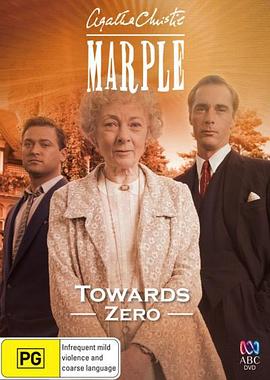 Agatha Christie
MARPLE
TOWARDS
ZERO
ABC
DVD
PG
Infrequent mild
violence and
coarse language